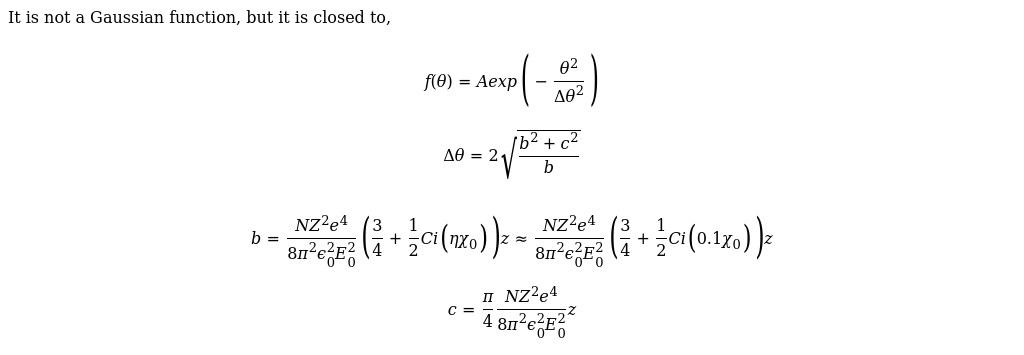 It is not a Gaussian function, but it is closed to,
f(θ) = Aexp(− θ²/Δθ²)
Δθ = 2√((b² + c²)/b)
b = NZ²e⁴/(8π²ϵ₀²E₀²) (3/4 + 1/2 Ci(ηχ₀))z ≈ NZ²e⁴/(8π²ϵ₀²E₀²) (3/4 + 1/2 Ci(0.1χ₀))z
c = π/4 NZ²e⁴/(8π²ϵ₀²E₀²) z